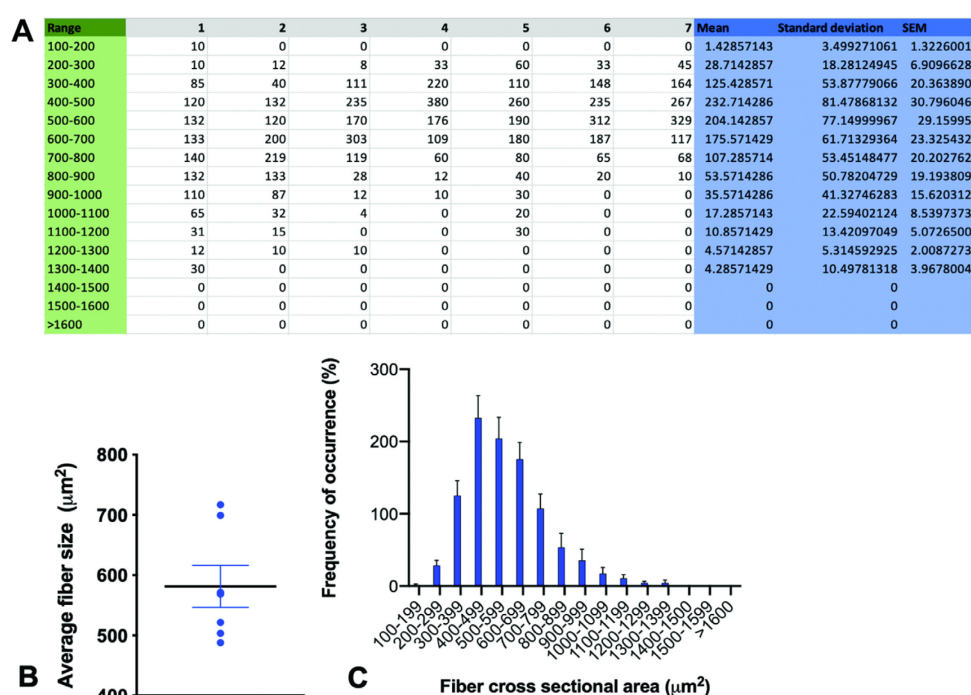 A
Range 1 2 3 4 5 6 7 Mean Standard deviation SEM
100-200 10 0 0 0 0 0 0 1.42857143 3.499271061 1.3226001
200-300 10 12 8 33 60 33 45 28.7142857 18.28124945 6.9096628
300-400 85 40 111 220 110 148 164 125.428571 53.87779066 20.363890
400-500 120 132 235 380 260 235 267 232.714286 81.47868132 30.796046
500-600 132 120 170 176 190 312 329 204.142857 77.14999967 29.15995
600-700 133 200 303 109 180 187 117 175.571429 61.71329364 23.325432
700-800 140 219 119 60 80 65 68 107.285714 53.45148477 20.202762
800-900 132 133 28 12 40 20 10 53.5714286 50.78204729 19.193809
900-1000 110 87 12 10 30 0 0 35.5714286 41.32746283 15.620312
1000-1100 65 32 4 0 20 0 0 17.2857143 22.59402124 8.5397373
1100-1200 31 15 0 0 30 0 0 10.8571429 13.42097049 5.0726500
1200-1300 12 10 10 0 0 0 0 4.57142857 5.314592925 2.0087273
1300-1400 30 0 0 0 0 0 0 4.28571429 10.49781318 3.9678004
1400-1500 0 0 0 0 0 0 0 0 0
1500-1600 0 0 0 0 0 0 0 0 0
>1600 0 0 0 0 0 0 0 0 0
B
Average fiber size (μm²)
800
700
600
500
400
C
Frequency of occurrence (%)
300
200
100
0
100-199
200-299
300-399
400-499
500-599
600-699
700-799
800-899
900-999
1000-1099
1100-1199
1200-1299
1300-1399
1400-1500
1500-1599
>1600
Fiber cross sectional area (μm²)